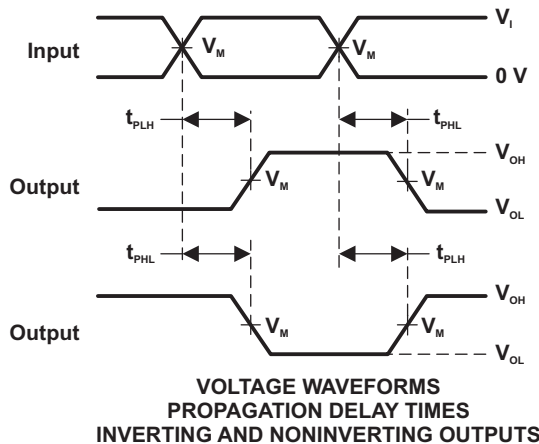 V_I
Input
V_M
V_M
0 V
t_PLH
t_PHL
V_OH
Output
V_M
V_M
V_OL
t_PHL
t_PLH
V_OH
Output
V_M
V_M
V_OL
VOLTAGE WAVEFORMS
PROPAGATION DELAY TIMES
INVERTING AND NONINVERTING OUTPUTS